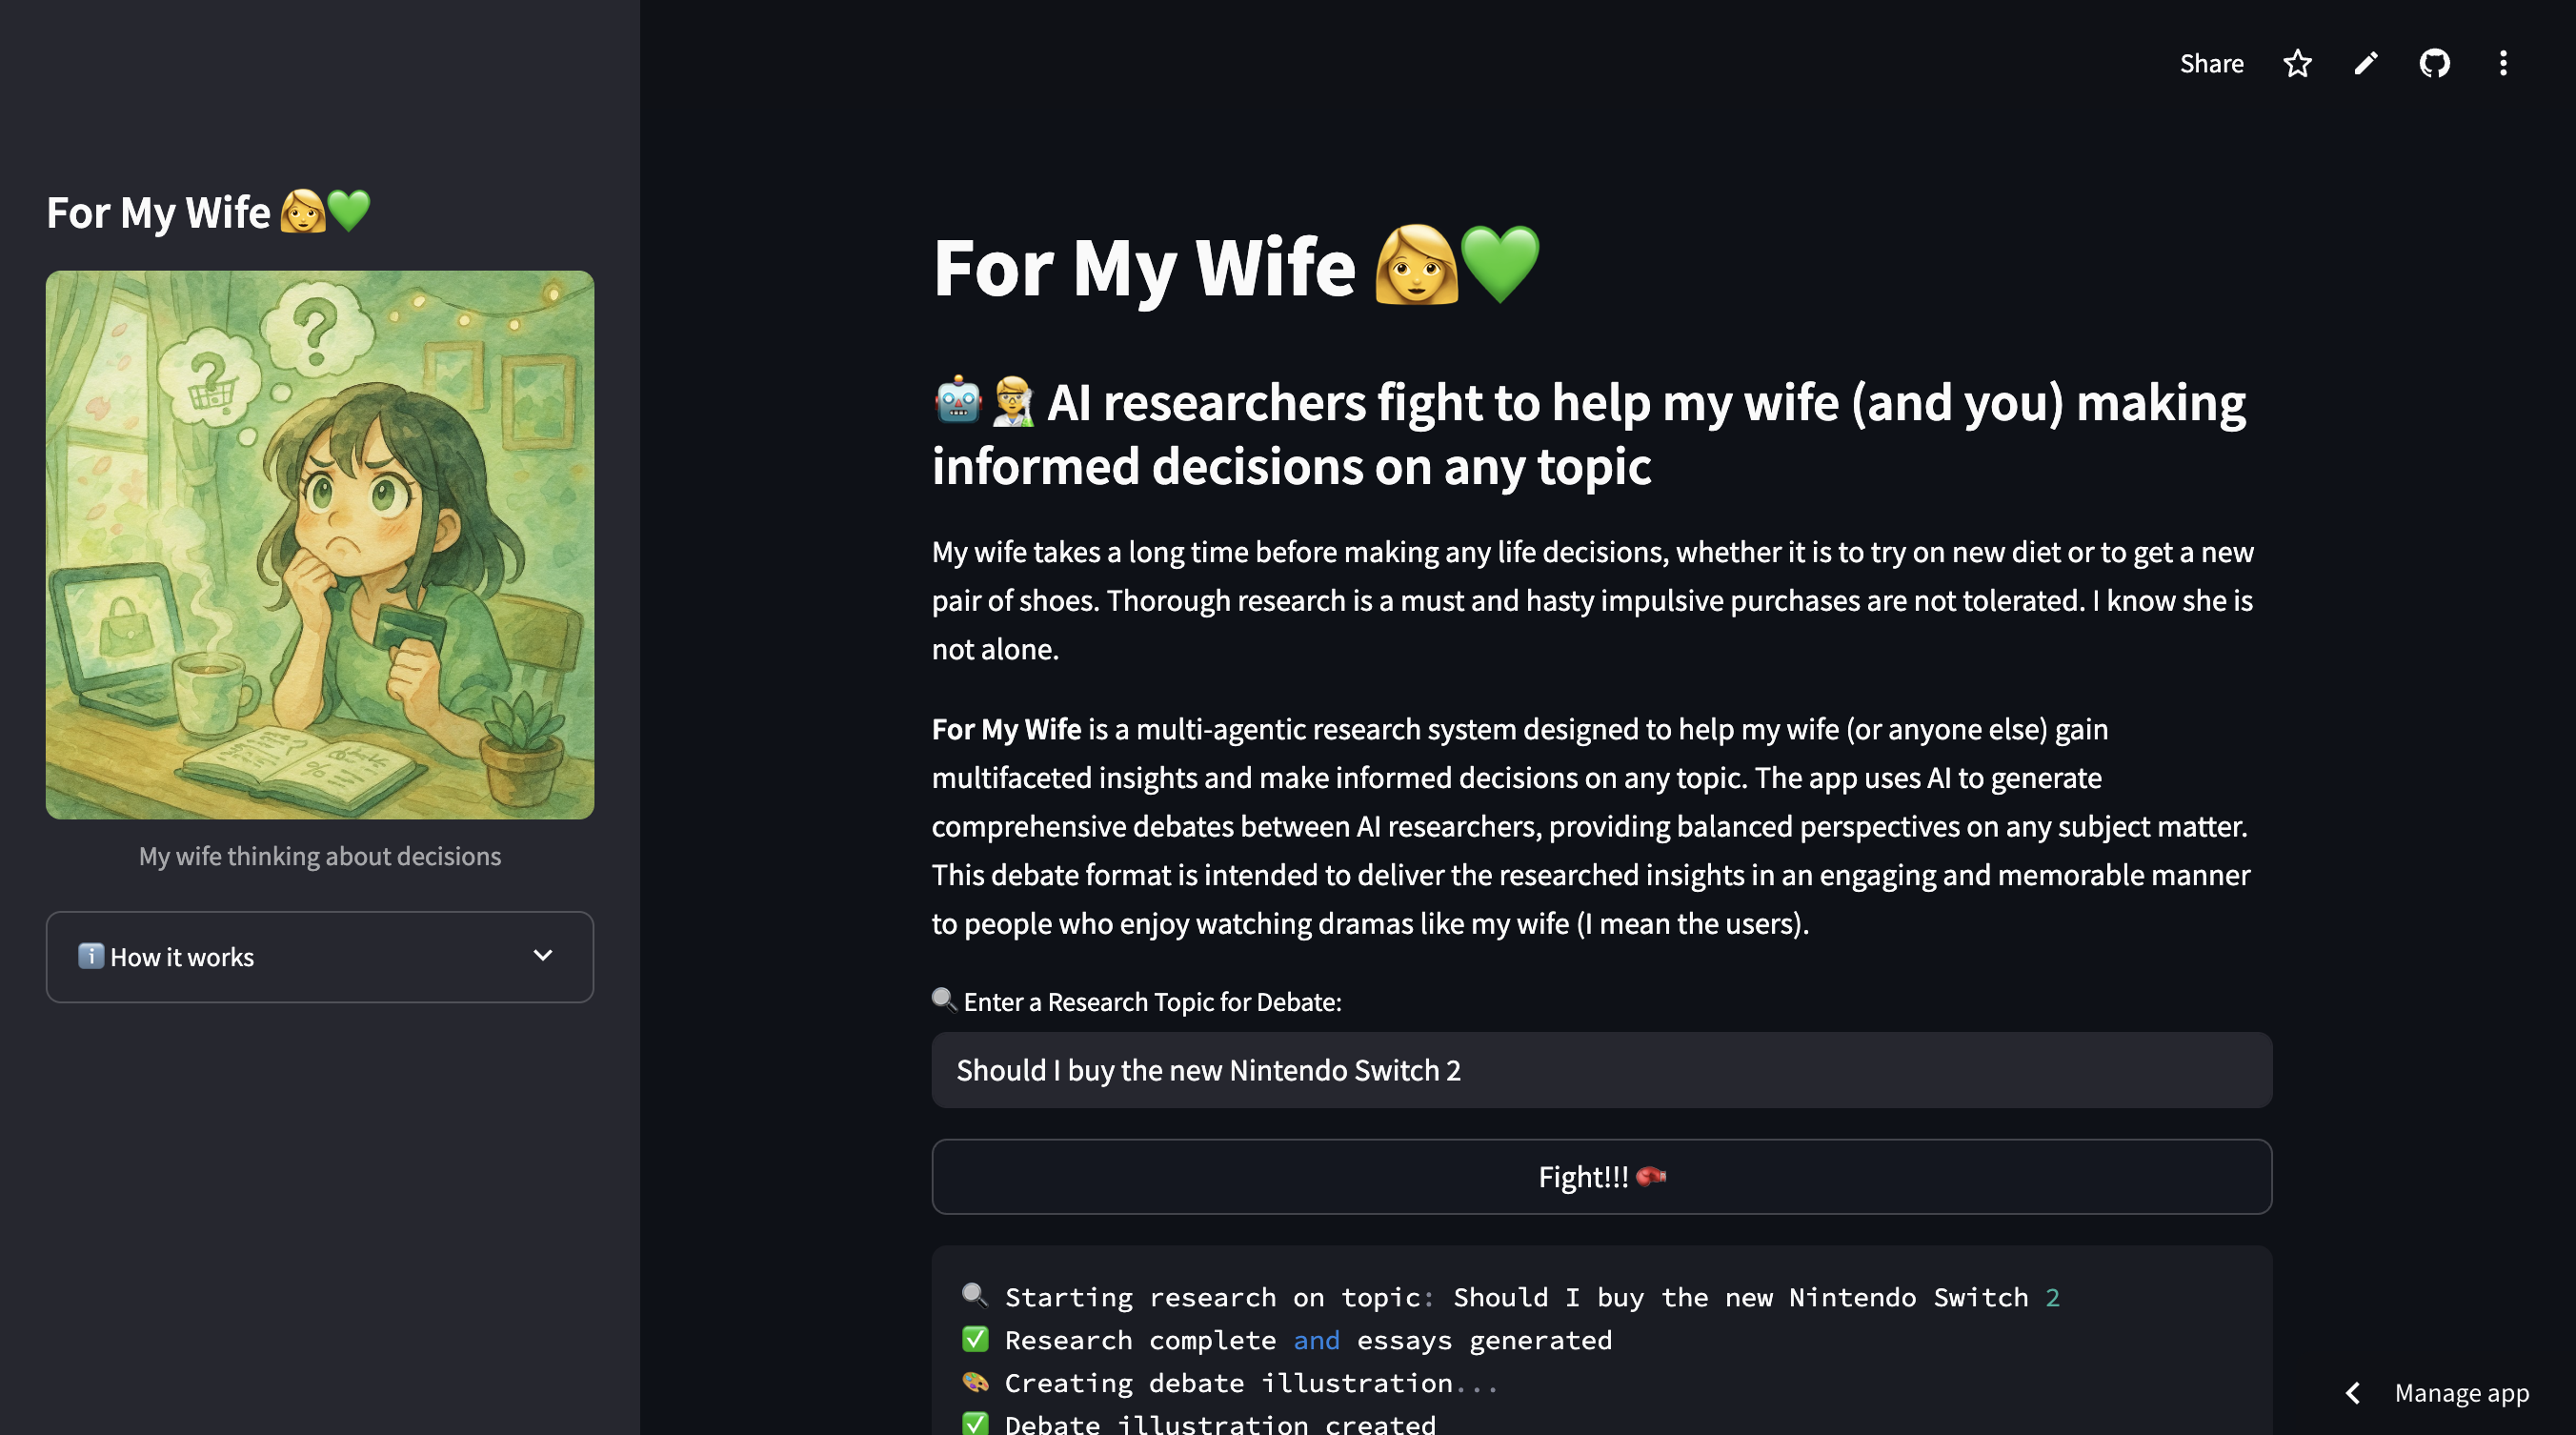 Share
For My Wife 👩💚
My wife thinking about decisions
ℹ️ How it works
For My Wife 👩💚
🤖👨‍🔬 AI researchers fight to help my wife (and you) making
informed decisions on any topic
My wife takes a long time before making any life decisions, whether it is to try on new diet or to get a new
pair of shoes. Thorough research is a must and hasty impulsive purchases are not tolerated. I know she is
not alone.
For My Wife is a multi-agentic research system designed to help my wife (or anyone else) gain
multifaceted insights and make informed decisions on any topic. The app uses AI to generate
comprehensive debates between AI researchers, providing balanced perspectives on any subject matter.
This debate format is intended to deliver the researched insights in an engaging and memorable manner
to people who enjoy watching dramas like my wife (I mean the users).
🔍 Enter a Research Topic for Debate:
Should I buy the new Nintendo Switch 2
Fight!!! 🥊
🔍 Starting research on topic: Should I buy the new Nintendo Switch 2
✅ Research complete and essays generated
🎨 Creating debate illustration...
✅ Debate illustration created
Manage app